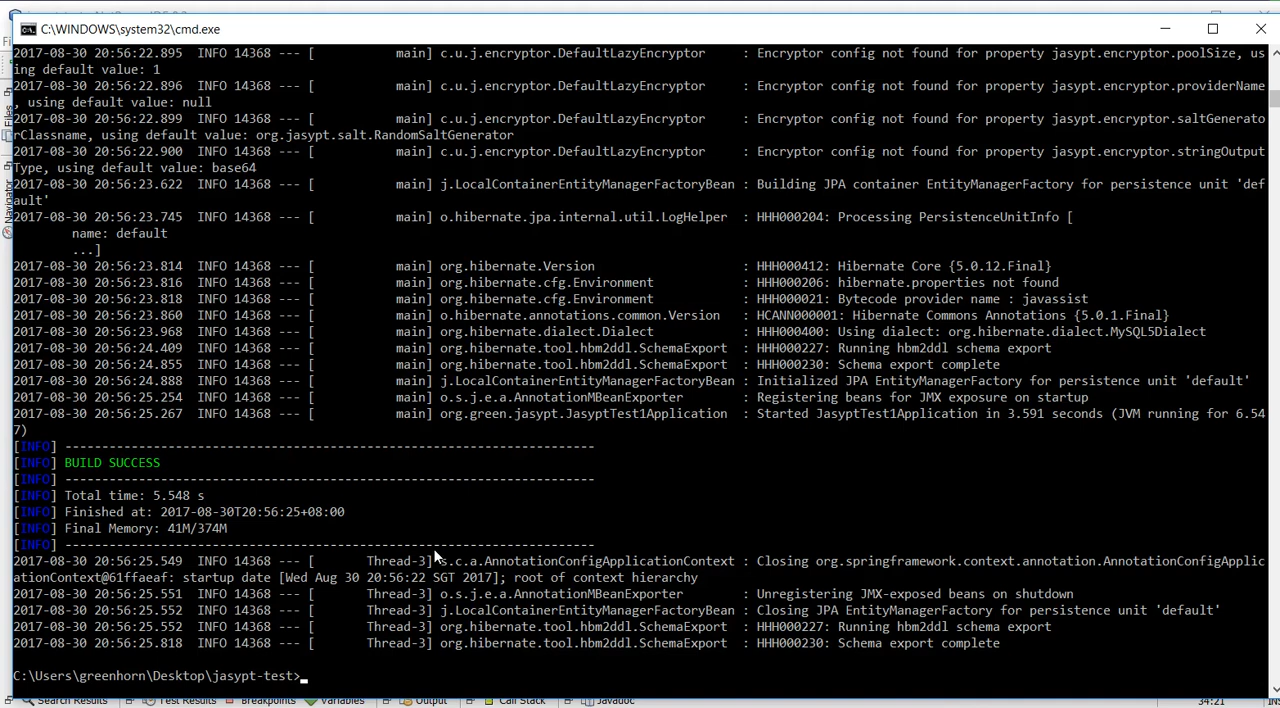 C:\WINDOWS\system32\cmd.exe
2017-08-30 20:56:22.895  INFO 14368 --- [           main] c.u.j.encryptor.DefaultLazyEncryptor     : Encryptor config not found for property jasypt.encryptor.poolSize, us
ing default value: 1
2017-08-30 20:56:22.896  INFO 14368 --- [           main] c.u.j.encryptor.DefaultLazyEncryptor     : Encryptor config not found for property jasypt.encryptor.providerName
, using default value: null
2017-08-30 20:56:22.899  INFO 14368 --- [           main] c.u.j.encryptor.DefaultLazyEncryptor     : Encryptor config not found for property jasypt.encryptor.saltGenerato
rClassname, using default value: org.jasypt.salt.RandomSaltGenerator
2017-08-30 20:56:22.900  INFO 14368 --- [           main] c.u.j.encryptor.DefaultLazyEncryptor     : Encryptor config not found for property jasypt.encryptor.stringOutput
Type, using default value: base64
2017-08-30 20:56:23.622  INFO 14368 --- [           main] j.LocalContainerEntityManagerFactoryBean : Building JPA container EntityManagerFactory for persistence unit 'def
ault'
2017-08-30 20:56:23.745  INFO 14368 --- [           main] o.hibernate.jpa.internal.util.LogHelper  : HHH000204: Processing PersistenceUnitInfo [
        name: default
        ...]
2017-08-30 20:56:23.814  INFO 14368 --- [           main] org.hibernate.Version                    : HHH000412: Hibernate Core {5.0.12.Final}
2017-08-30 20:56:23.816  INFO 14368 --- [           main] org.hibernate.cfg.Environment            : HHH000206: hibernate.properties not found
2017-08-30 20:56:23.818  INFO 14368 --- [           main] org.hibernate.cfg.Environment            : HHH000021: Bytecode provider name : javassist
2017-08-30 20:56:23.860  INFO 14368 --- [           main] o.hibernate.annotations.common.Version   : HCANN000001: Hibernate Commons Annotations {5.0.1.Final}
2017-08-30 20:56:23.968  INFO 14368 --- [           main] org.hibernate.dialect.Dialect            : HHH000400: Using dialect: org.hibernate.dialect.MySQL5Dialect
2017-08-30 20:56:24.409  INFO 14368 --- [           main] org.hibernate.tool.hbm2ddl.SchemaExport  : HHH000227: Running hbm2ddl schema export
2017-08-30 20:56:24.855  INFO 14368 --- [           main] org.hibernate.tool.hbm2ddl.SchemaExport  : HHH000230: Schema export complete
2017-08-30 20:56:24.888  INFO 14368 --- [           main] j.LocalContainerEntityManagerFactoryBean : Initialized JPA EntityManagerFactory for persistence unit 'default'
2017-08-30 20:56:25.254  INFO 14368 --- [           main] o.s.j.e.a.AnnotationMBeanExporter        : Registering beans for JMX exposure on startup
2017-08-30 20:56:25.267  INFO 14368 --- [           main] org.green.jasypt.JasyptTest1Application  : Started JasyptTest1Application in 3.591 seconds (JVM running for 6.54
7)
[INFO] ------------------------------------------------------------------------
[INFO] BUILD SUCCESS
[INFO] ------------------------------------------------------------------------
[INFO] Total time: 5.548 s
[INFO] Finished at: 2017-08-30T20:56:25+08:00
[INFO] Final Memory: 41M/374M
[INFO] ------------------------------------------------------------------------
2017-08-30 20:56:25.549  INFO 14368 --- [       Thread-3] s.c.a.AnnotationConfigApplicationContext : Closing org.springframework.context.annotation.AnnotationConfigApplic
ationContext@61ffaeaf: startup date [Wed Aug 30 20:56:22 SGT 2017]; root of context hierarchy
2017-08-30 20:56:25.551  INFO 14368 --- [       Thread-3] o.s.j.e.a.AnnotationMBeanExporter        : Unregistering JMX-exposed beans on shutdown
2017-08-30 20:56:25.552  INFO 14368 --- [       Thread-3] j.LocalContainerEntityManagerFactoryBean : Closing JPA EntityManagerFactory for persistence unit 'default'
2017-08-30 20:56:25.552  INFO 14368 --- [       Thread-3] org.hibernate.tool.hbm2ddl.SchemaExport  : HHH000227: Running hbm2ddl schema export
2017-08-30 20:56:25.818  INFO 14368 --- [       Thread-3] org.hibernate.tool.hbm2ddl.SchemaExport  : HHH000230: Schema export complete
C:\Users\greenhorn\Desktop\jasypt-test>
Files
Navigator
Search Results
Test Results
Breakpoints
Variables
Output
Call Stack
Javadoc
34:21